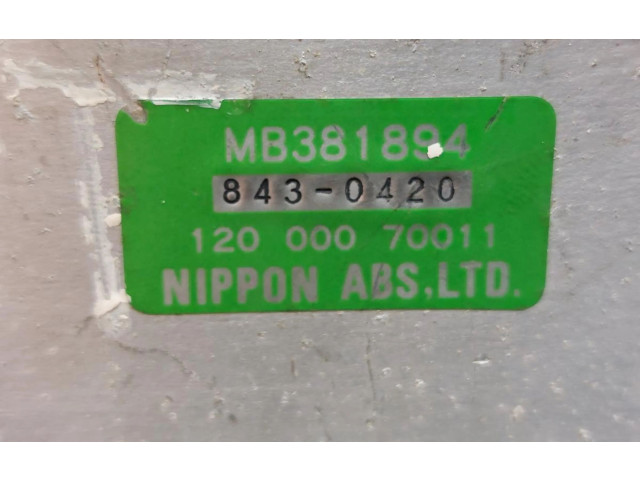 MB381894
843-0420
120 000 70011
NIPPON ABS,LTD.